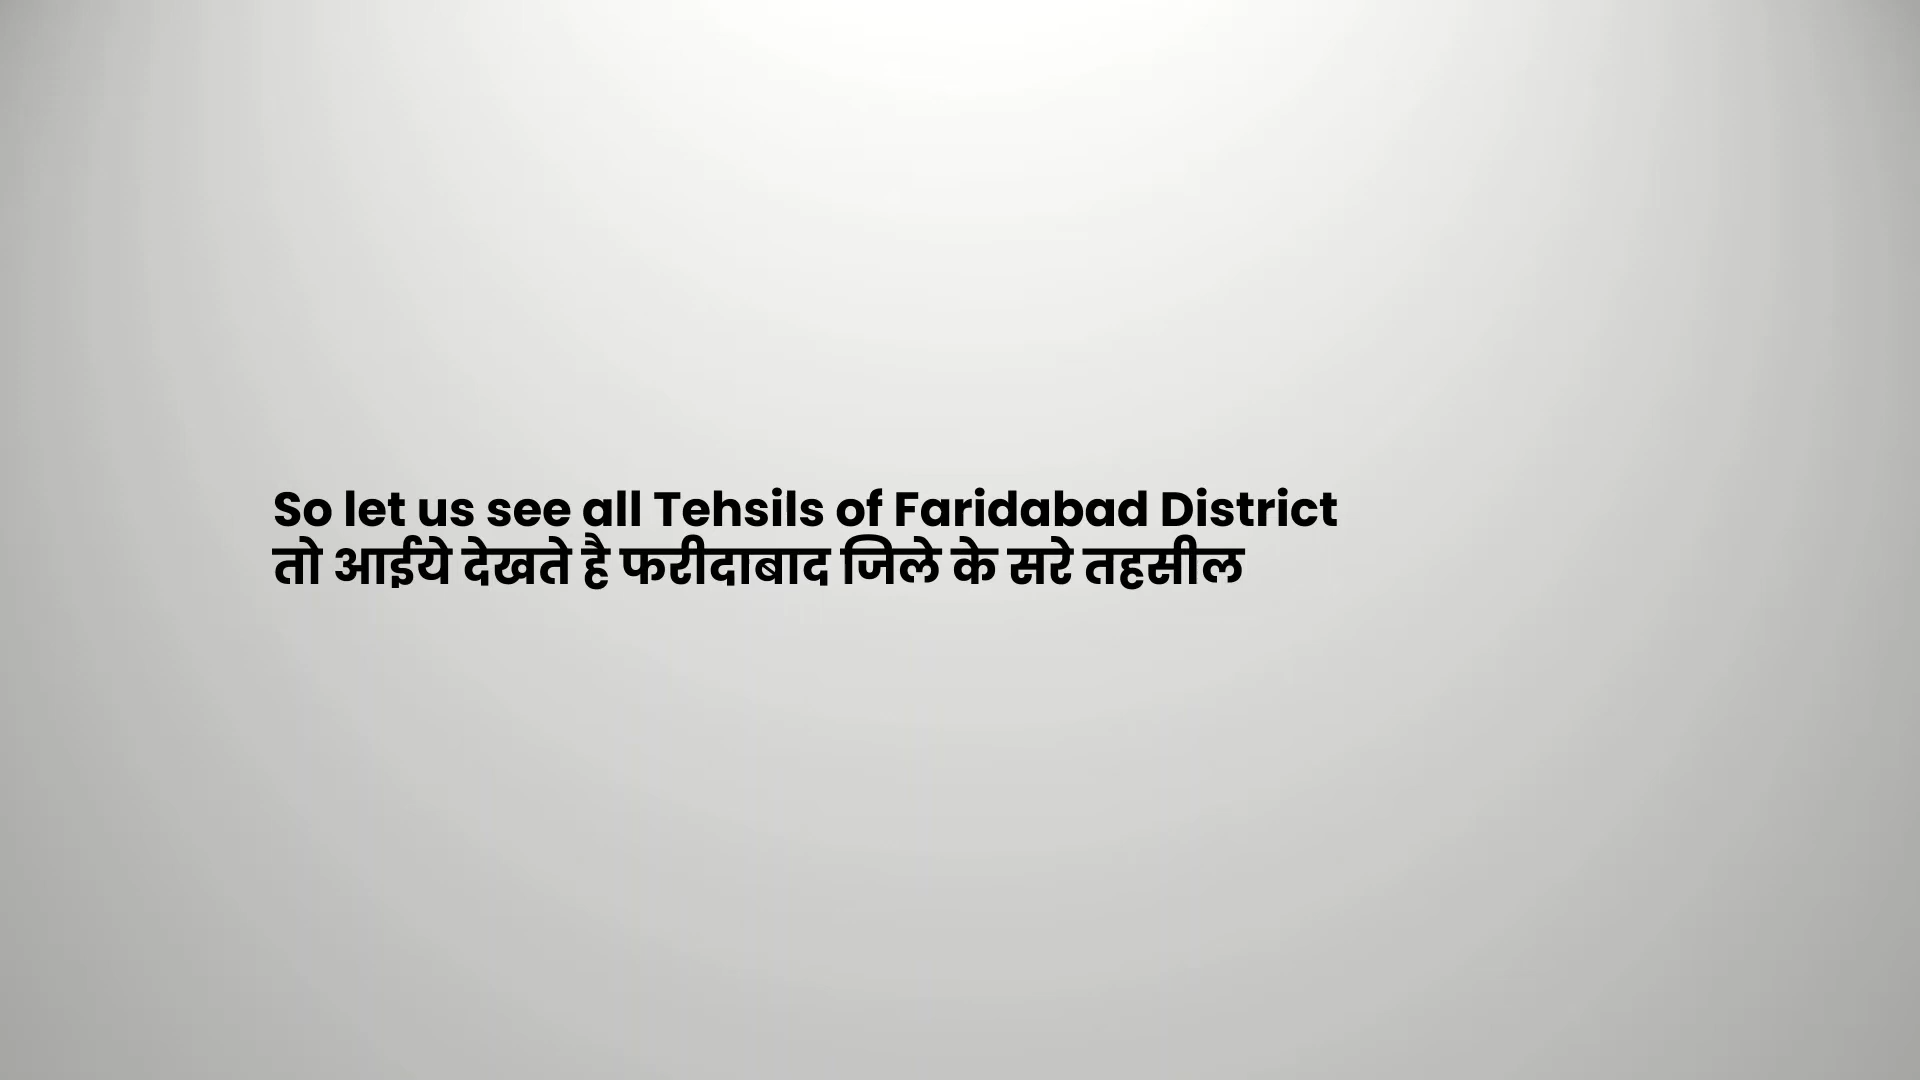 So let us see all Tehsils of Faridabad District
तो आईये देखते है फरीदाबाद जिले के सरे तहसील